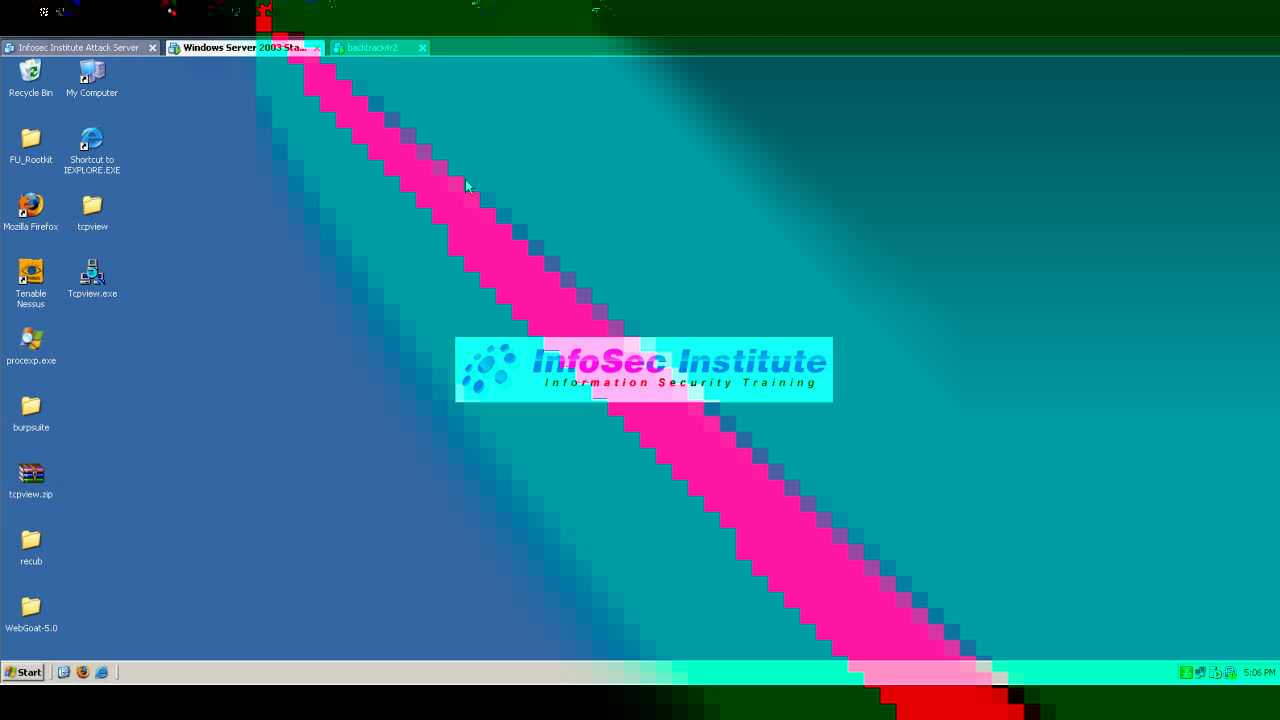 Infosec Institute Attack Server
Windows Server 2003 Sta...
backtrack4r2
Recycle Bin
My Computer
FU_Rootkit
Shortcut to
IEXPLORE.EXE
Mozilla Firefox
tcpview
Tenable
Nessus
Tcpview.exe
procexp.exe
InfoSec Institute
Information Security Training
burpsuite
tcpview.zip
recub
WebGoat-5.0
Start
5:06 PM